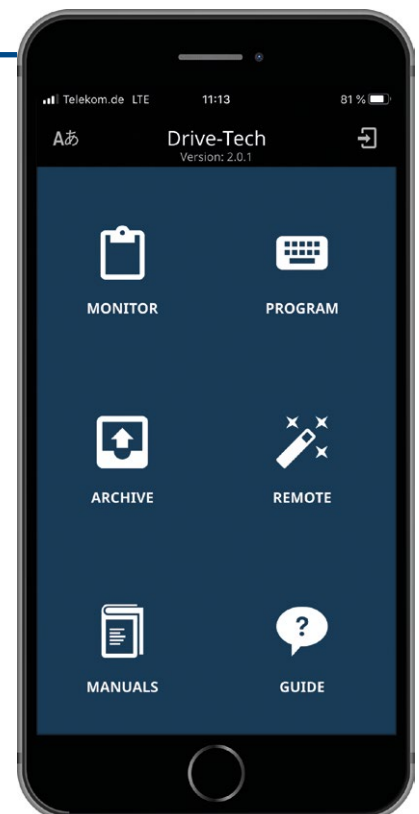 Telekom.de LTE 11:13 81 %
Aあ Drive-Tech
Version: 2.0.1
MONITOR PROGRAM
ARCHIVE REMOTE
? 
MANUALS GUIDE